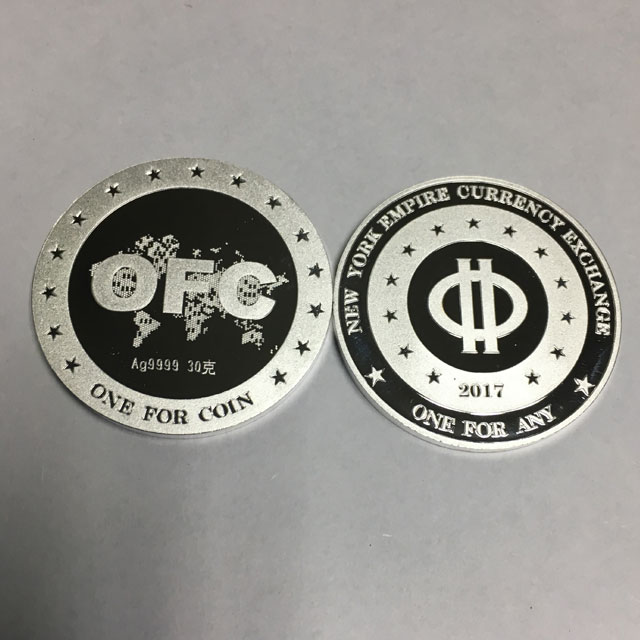 OFC
Ag9999 30克
ONE FOR COIN
NEW YORK EMPIRE CURRENCY EXCHANGE
2017
ONE FOR ANY